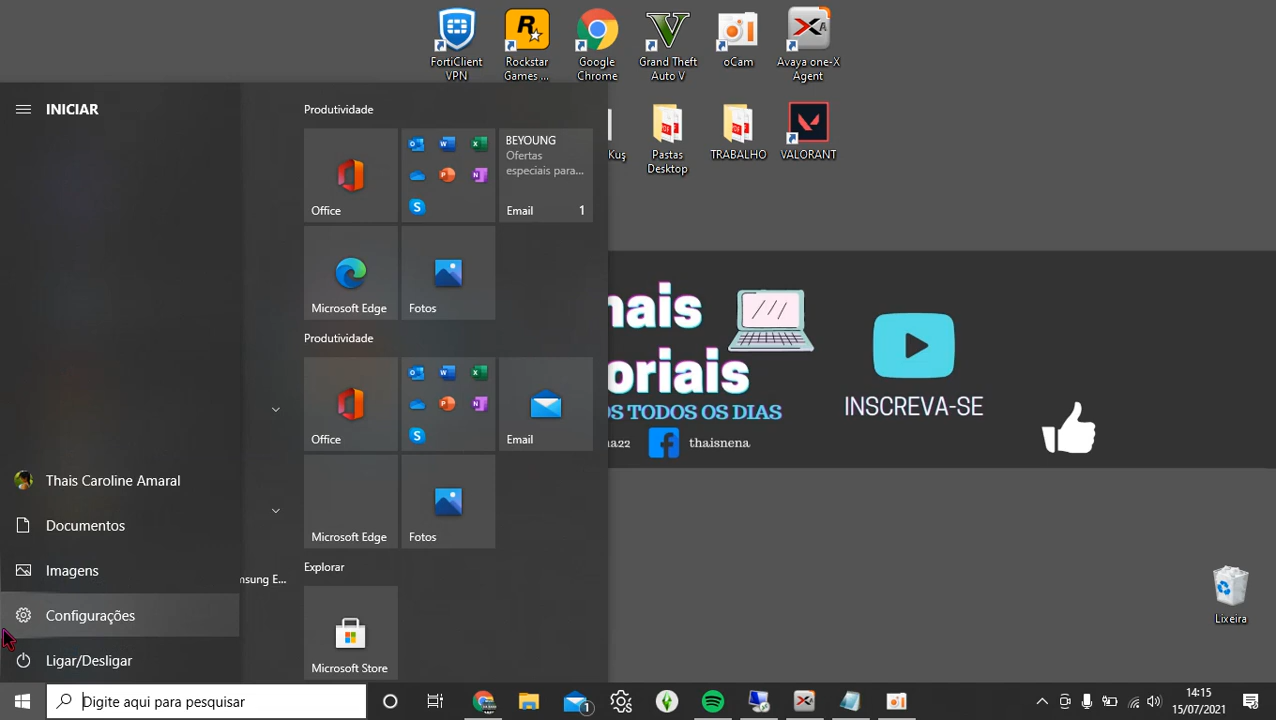 FortiClient
VPN
Rockstar
Games ...
Google
Chrome
Grand Theft
Auto V
oCam
Avaya one-X
Agent
Kuş
Pastas
Desktop
TRABALHO
VALORANT
INICIAR
Produtividade
Office
BEYOUNG
Ofertas
especiais para...
Email 1
Microsoft Edge
Fotos
Produtividade
Office
Email
Microsoft Edge
Fotos
Explorar
Microsoft Store
Thais Caroline Amaral
Documentos
Imagens
nsung E...
Configurações
Ligar/Desligar
hais
oriais
OS TODOS OS DIAS
na22
thaisnena
INSCREVA-SE
Lixeira
Digite aqui para pesquisar
1
14:15
15/07/2021